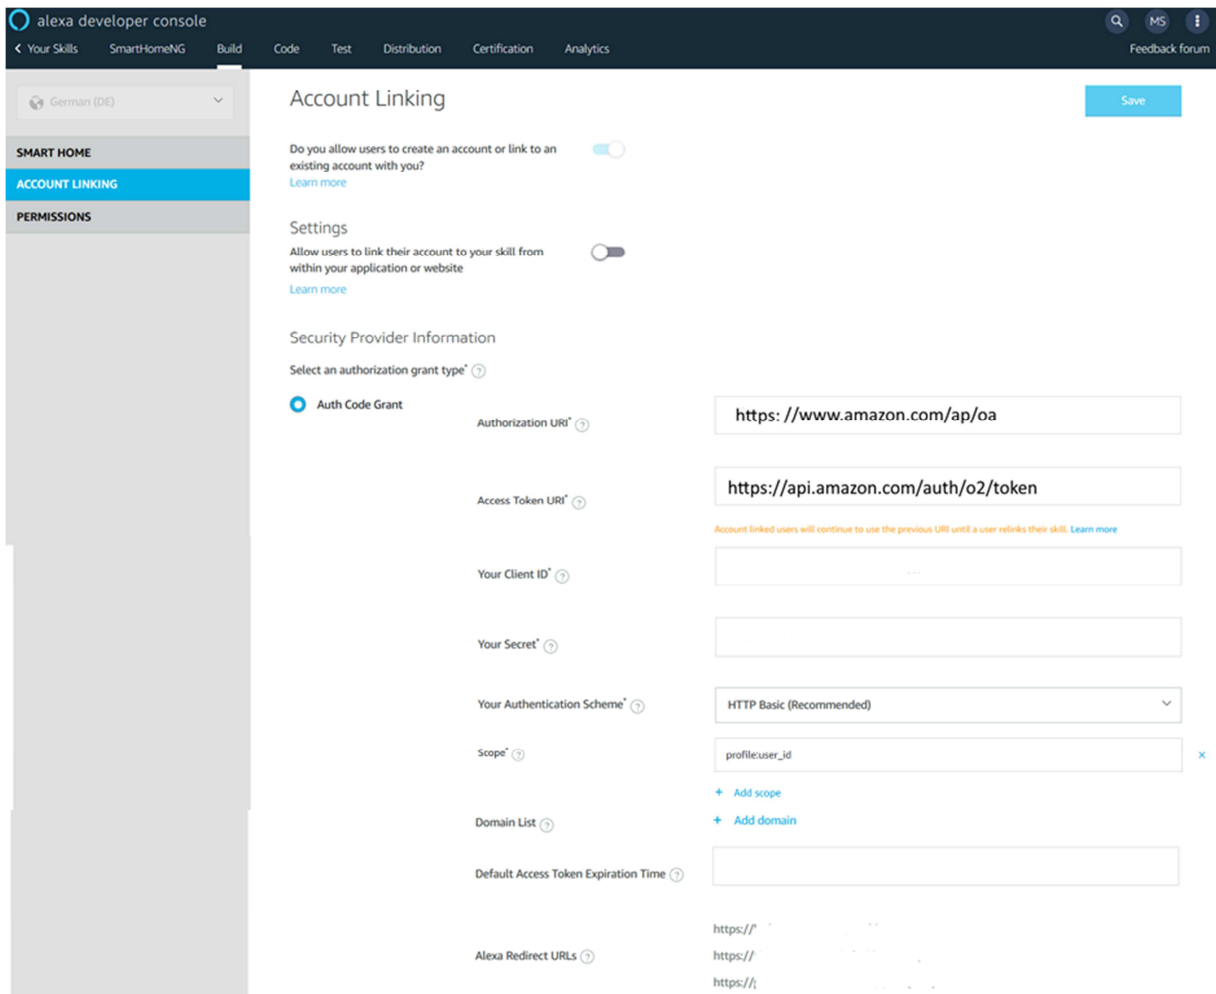 alexa developer console
MS
Your Skills SmartHomeNG Build Code Test Distribution Certification Analytics Feedback forum
German (DE)
SMART HOME
ACCOUNT LINKING
PERMISSIONS
Account Linking
Save
Do you allow users to create an account or link to an
existing account with you?
Learn more
Settings
Allow users to link their account to your skill from
within your application or website
Learn more
Security Provider Information
Select an authorization grant type* ?
Auth Code Grant
Authorization URI* ?
https: //www.amazon.com/ap/oa
Access Token URI* ?
https://api.amazon.com/auth/o2/token
Account linked users will continue to use the previous URI until a user relinks their skill. Learn more
Your Client ID* ?
Your Secret* ?
Your Authentication Scheme* ?
HTTP Basic (Recommended)
Scope* ?
profile:user_id
+ Add scope
Domain List ?
+ Add domain
Default Access Token Expiration Time ?
Alexa Redirect URLs ?
https://
https://
https://